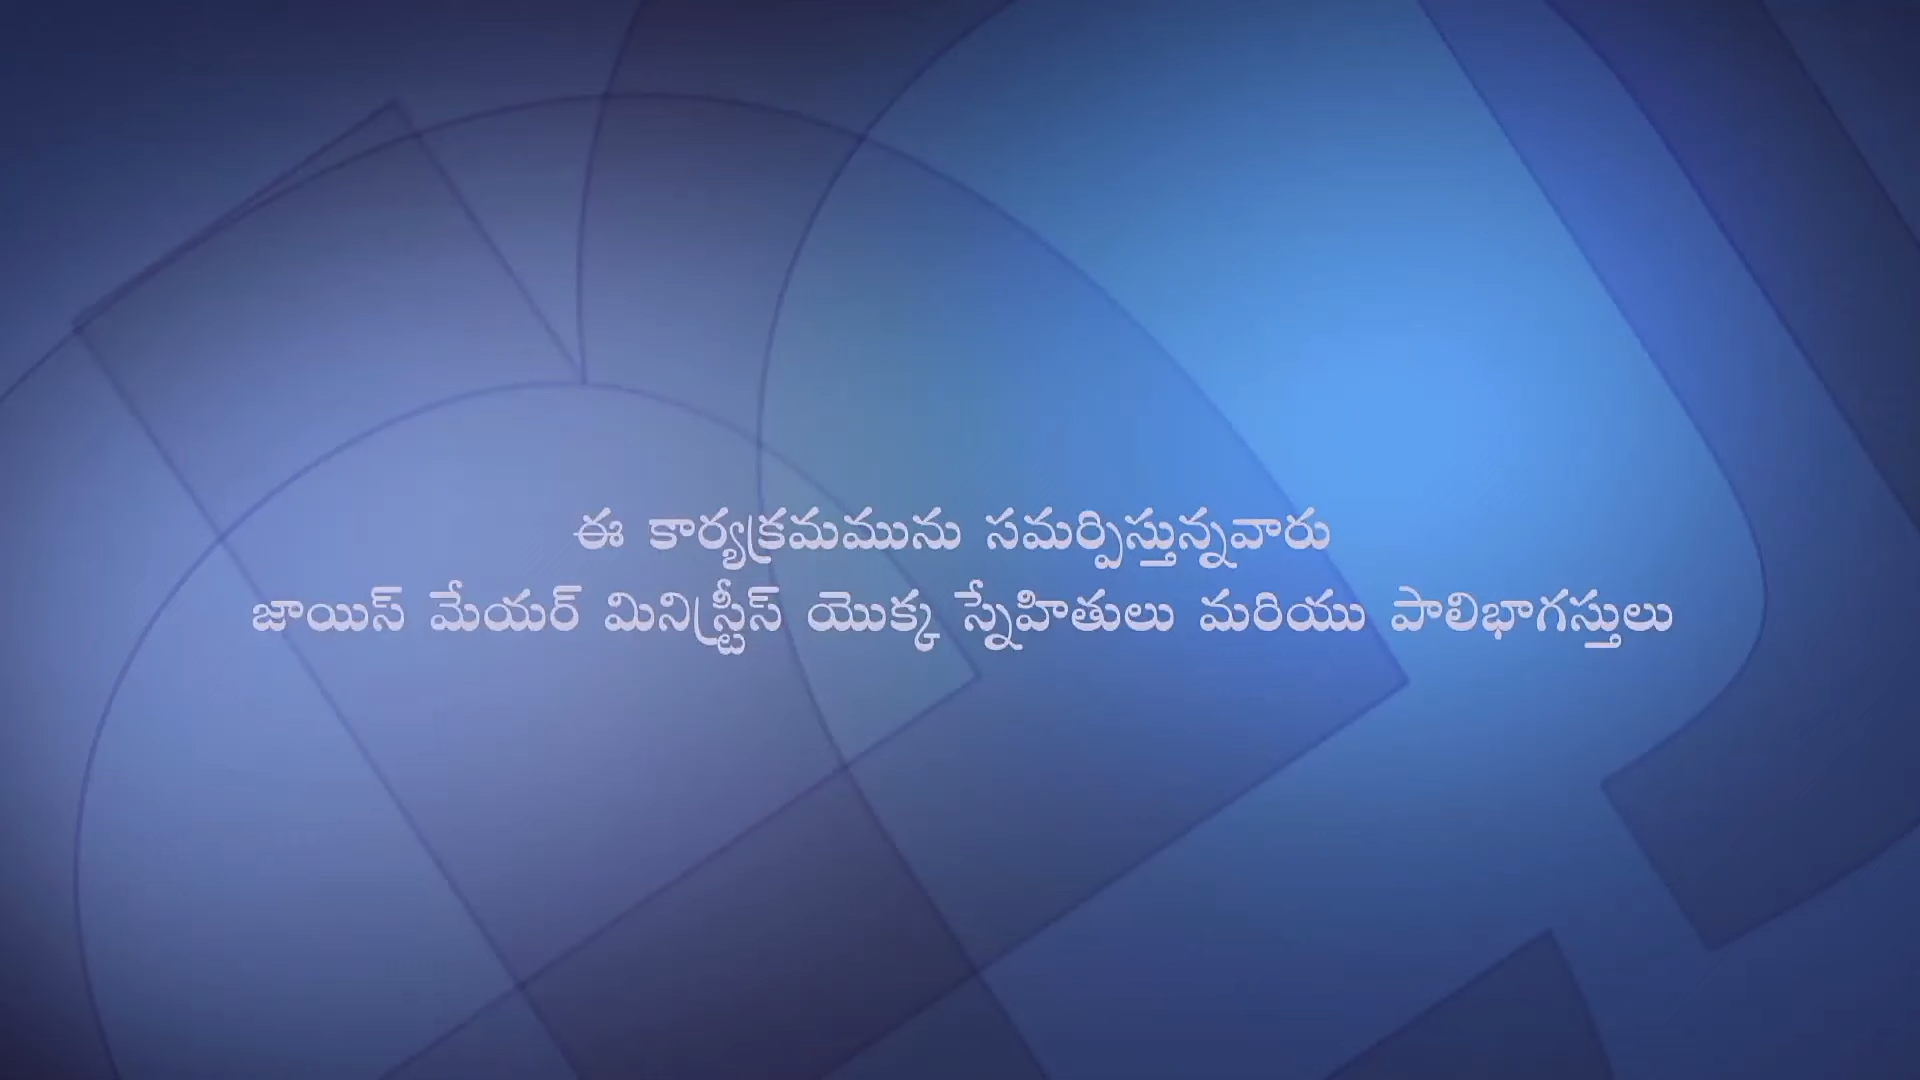 ఈ కార్యక్రమమును సమర్పిస్తున్నవారు
జాయిస్ మేయర్ మినిస్ట్రీస్ యొక్క స్నేహితులు మరియు పాలిభాగస్తులు